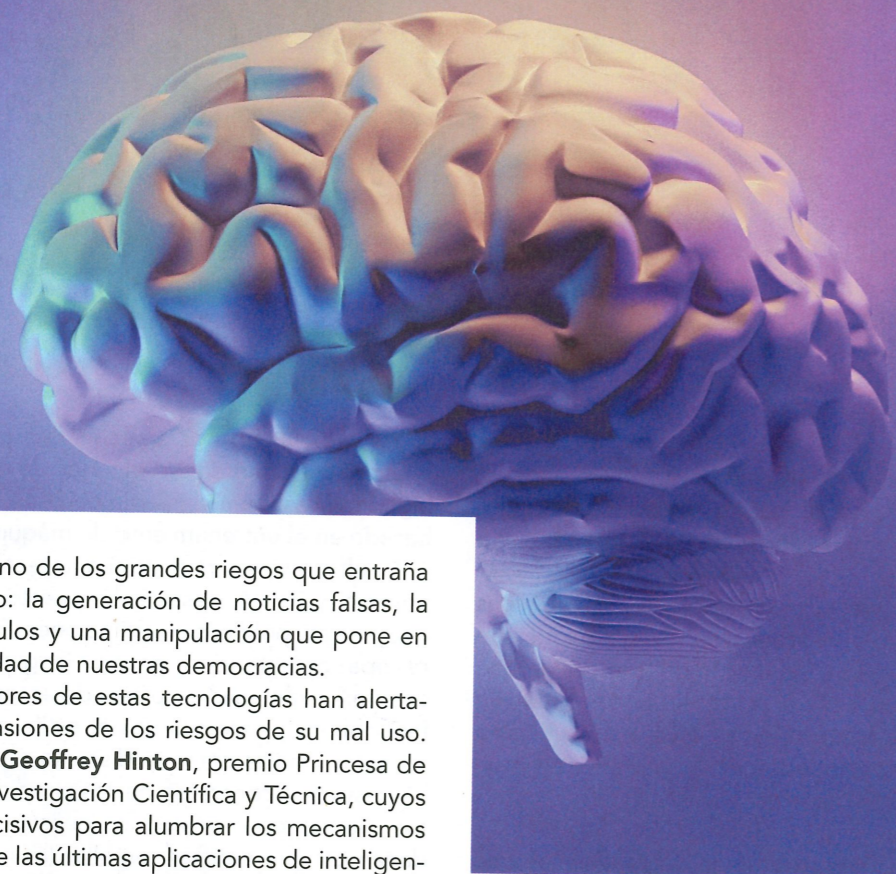 no de los grandes riegos que entraña
o: la generación de noticias falsas, la
ulos y una manipulación que pone en
dad de nuestras democracias.
ores de estas tecnologías han alerta-
asiones de los riesgos de su mal uso.
Geoffrey Hinton, premio Princesa de
vestigación Científica y Técnica, cuyos
cisivos para alumbrar los mecanismos
e las últimas aplicaciones de inteligen-